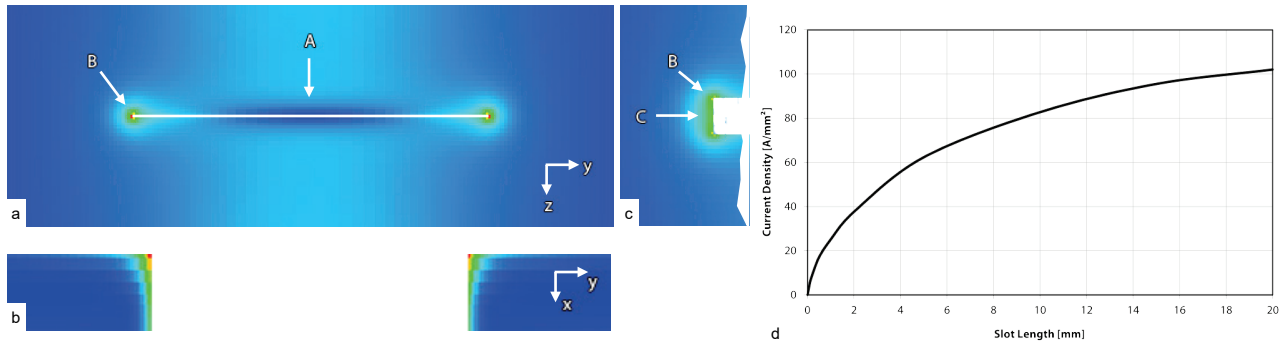 A
B
y
z
a
y
x
b
B
C
c
Current Density [A/mm²]
120
100
80
60
40
20
0
0 2 4 6 8 10 12 14 16 18 20
Slot Length [mm]
d